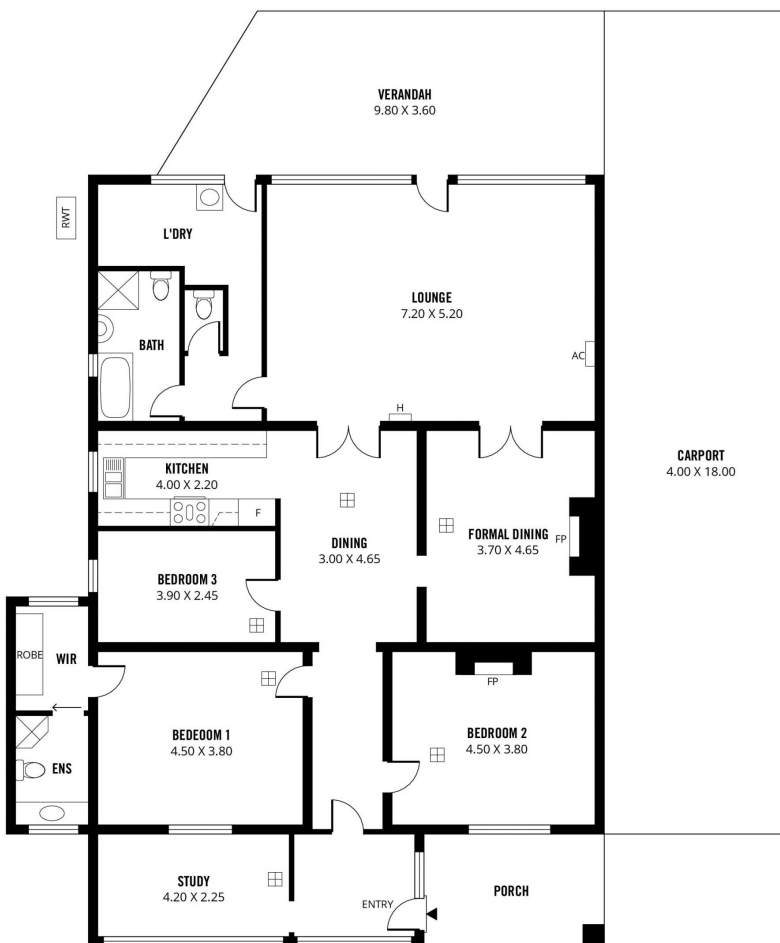 VERANDAH
9.80 X 3.60
RWT
L'DRY
LOUNGE
7.20 X 5.20
BATH
AC
H
KITCHEN
4.00 X 2.20
F
CARPORT
4.00 X 18.00
DINING
3.00 X 4.65
FORMAL DINING
3.70 X 4.65
FP
BEDROOM 3
3.90 X 2.45
ROBE
WIR
FP
BEDEOOM 1
4.50 X 3.80
BEDROOM 2
4.50 X 3.80
ENS
STUDY
4.20 X 2.25
ENTRY
PORCH